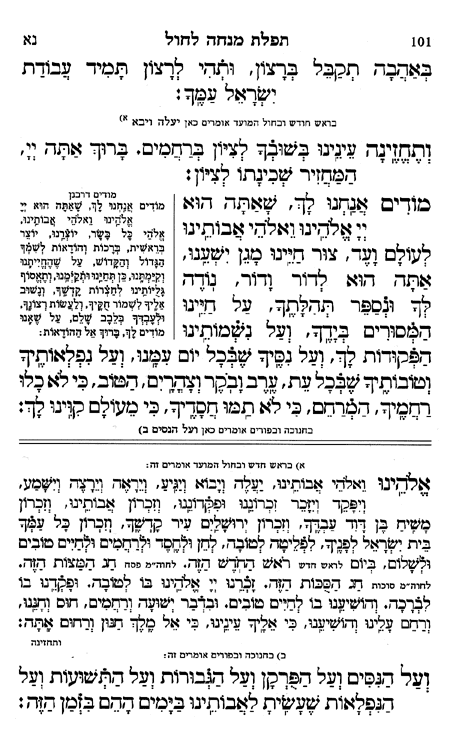 101 תפלת מנחה לחול נא
בְּאַהֲבָה תְקַבֵּל בְּרָצוֹן, וּתְהִי לְרָצוֹן תָּמִיד עֲבוֹדַת
יִשְׂרָאֵל עַמֶּךָ:
בראש חודש ובחול המועד אומרים כאן יעלה ויבא א)
וְתֶחֱזֶינָה עֵינֵינוּ בְּשׁוּבְךָ לְצִיּוֹן בְּרַחֲמִים. בָּרוּךְ אַתָּה יְיָ,
הַמַּחֲזִיר שְׁכִינָתוֹ לְצִיּוֹן:
מוֹדִים אֲנַחְנוּ לָךְ, שָׁאַתָּה הוּא
יְיָ אֱלֹהֵינוּ וֵאלֹהֵי אֲבוֹתֵינוּ
לְעוֹלָם וָעֶד, צוּר חַיֵּינוּ מָגֵן יִשְׁעֵנוּ,
אַתָּה הוּא לְדוֹר וָדוֹר, נוֹדֶה
לְךָ וּנְסַפֵּר תְּהִלָּתֶךָ, עַל חַיֵּינוּ
הַמְּסוּרִים בְּיָדֶךָ, וְעַל נִשְׁמוֹתֵינוּ
מודים דרבנן
מוֹדִים אֲנַחְנוּ לָךְ, שָׁאַתָּה הוּא יְיָ
אֱלֹהֵינוּ וֵאלֹהֵי אֲבוֹתֵינוּ,
אֱלֹהֵי כָּל בָּשָׂר, יוֹצְרֵנוּ, יוֹצֵר
בְּרֵאשִׁית, בְּרָכוֹת וְהוֹדָאוֹת לְשִׁמְךָ
הַגָּדוֹל וְהַקָּדוֹשׁ, עַל שֶׁהֶחֱיִיתָנוּ
וְקִיַּמְתָּנוּ, כֵּן תְּחַיֵּנוּ וּתְקַיְּמֵנוּ, וְתֶאֱסוֹף
גָּלֻיּוֹתֵינוּ לְחַצְרוֹת קָדְשֶׁךָ, וְנָשׁוּב
אֵלֶיךָ לִשְׁמוֹר חֻקֶּיךָ, וְלַעֲשׂוֹת רְצוֹנֶךָ,
וּלְעָבְדְּךָ בְּלֵבָב שָׁלֵם, עַל שֶׁאָנוּ
מוֹדִים לָךְ, בָּרוּךְ אֵל הַהוֹדָאוֹת:
הַפְּקוּדוֹת לָךְ, וְעַל נִסֶּיךָ שֶׁבְּכָל יוֹם עִמָּנוּ, וְעַל נִפְלְאוֹתֶיךָ
וְטוֹבוֹתֶיךָ שֶׁבְּכָל עֵת, עֶרֶב וָבֹקֶר וְצָהֳרָיִם, הַטּוֹב, כִּי לֹא כָלוּ
רַחֲמֶיךָ, הַמְרַחֵם, כִּי לֹא תַמּוּ חֲסָדֶיךָ, כִּי מֵעוֹלָם קִוִּינוּ לָךְ:
בחנוכה ובפורים אומרים כאן ועל הנסים ב)
א) בראש חדש ובחול המועד אומרים זה:
אֱלֹהֵינוּ וֵאלֹהֵי אֲבוֹתֵינוּ, יַעֲלֶה וְיָבוֹא וְיַגִּיעַ, וְיֵרָאֶה וְיֵרָצֶה וְיִשָּׁמַע,
וְיִפָּקֵד וְיִזָּכֵר זִכְרוֹנֵנוּ וּפִקְדוֹנֵנוּ, וְזִכְרוֹן אֲבוֹתֵינוּ, וְזִכְרוֹן
מָשִׁיחַ בֶּן דָּוִד עַבְדֶּךָ, וְזִכְרוֹן יְרוּשָׁלַיִם עִיר קָדְשֶׁךָ, וְזִכְרוֹן כָּל עַמְּךָ
בֵּית יִשְׂרָאֵל לְפָנֶיךָ, לִפְלֵיטָה לְטוֹבָה, לְחֵן וּלְחֶסֶד וּלְרַחֲמִים וּלְחַיִּים טוֹבִים
וּלְשָׁלוֹם, בְּיוֹם לראש חדש רֹאשׁ הַחֹדֶשׁ הַזֶּה. לחוה״מ פסח חַג הַמַּצּוֹת הַזֶּה.
לחוה״מ סוכות חַג הַסֻּכּוֹת הַזֶּה. זָכְרֵנוּ יְיָ אֱלֹהֵינוּ בּוֹ לְטוֹבָה. וּפָקְדֵנוּ בוֹ
לִבְרָכָה. וְהוֹשִׁיעֵנוּ בוֹ לְחַיִּים טוֹבִים. וּבִדְבַר יְשׁוּעָה וְרַחֲמִים, חוּס וְחָנֵּנוּ,
וְרַחֵם עָלֵינוּ וְהוֹשִׁיעֵנוּ, כִּי אֵלֶיךָ עֵינֵינוּ, כִּי אֵל מֶלֶךְ חַנּוּן וְרַחוּם אָתָּה:
ותחזינה
ב) בחנוכה ובפורים אומרים זה:
וְעַל הַנִּסִּים וְעַל הַפֻּרְקָן וְעַל הַגְּבוּרוֹת וְעַל הַתְּשׁוּעוֹת וְעַל
הַנִּפְלָאוֹת שֶׁעָשִׂיתָ לַאֲבוֹתֵינוּ בַּיָּמִים הָהֵם בִּזְמַן הַזֶּה: